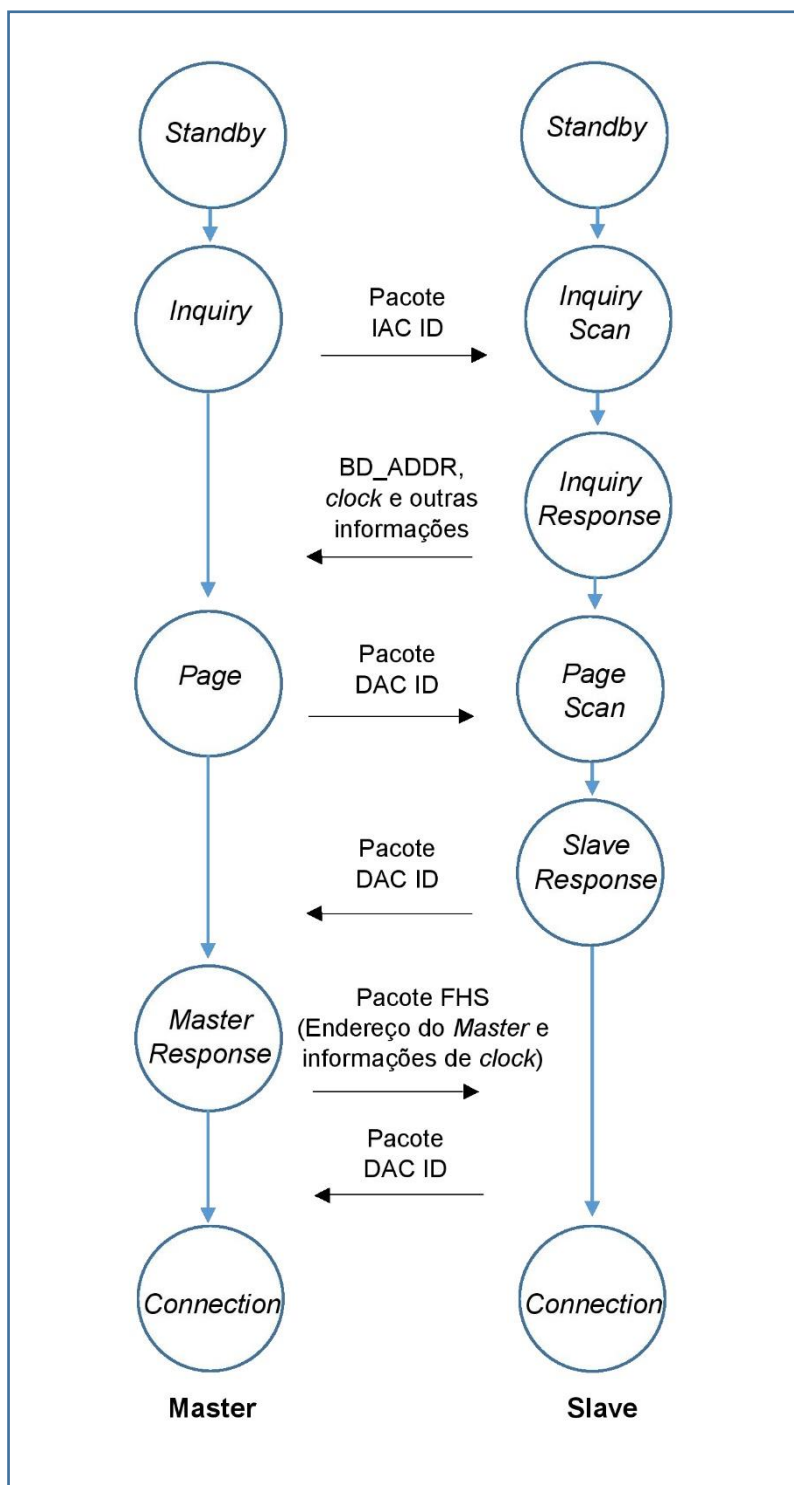 Standby
Standby
Inquiry
Pacote
IAC ID
Inquiry
Scan
BD_ADDR,
clock e outras
informações
Inquiry
Response
Page
Pacote
DAC ID
Page
Scan
Pacote
DAC ID
Slave
Response
Master
Response
Pacote FHS
(Endereço do Master e
informações de clock)
Pacote
DAC ID
Connection
Connection
Master
Slave